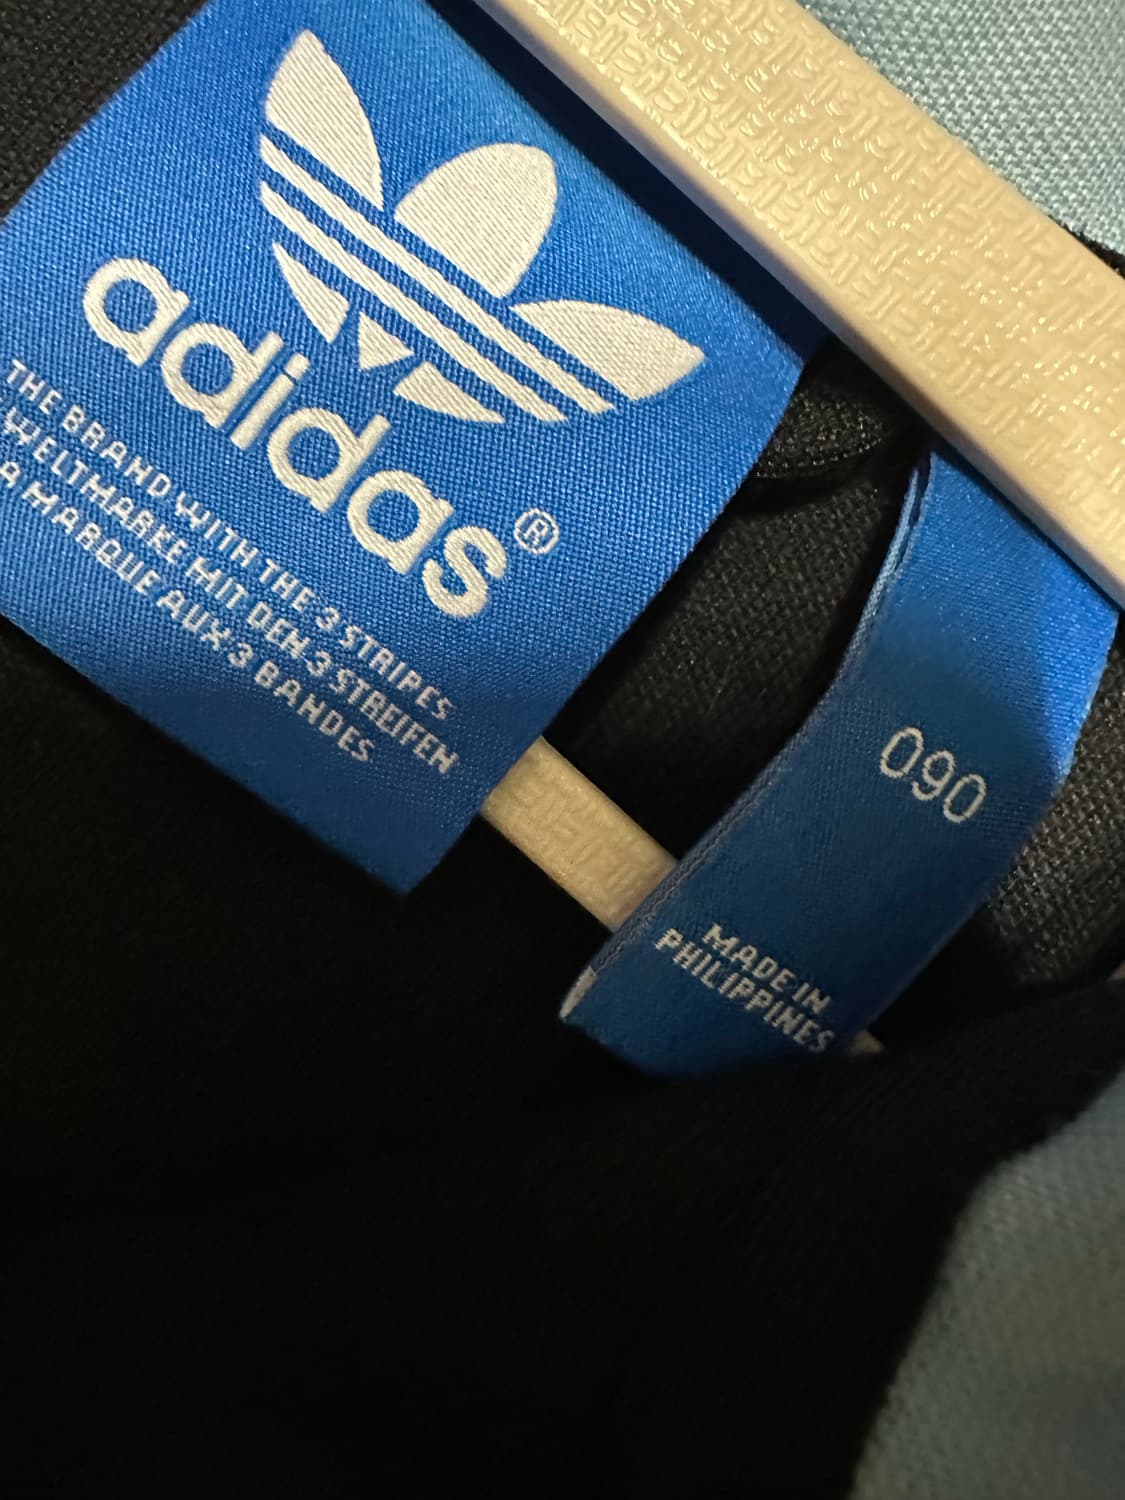 adidas®
THE BRAND WITH THE 3 STRIPES
WELTMARKE MIT DEN 3 STREIFEN
LA MARQUE AUX 3 BANDES
090
MADE IN
PHILIPPINES